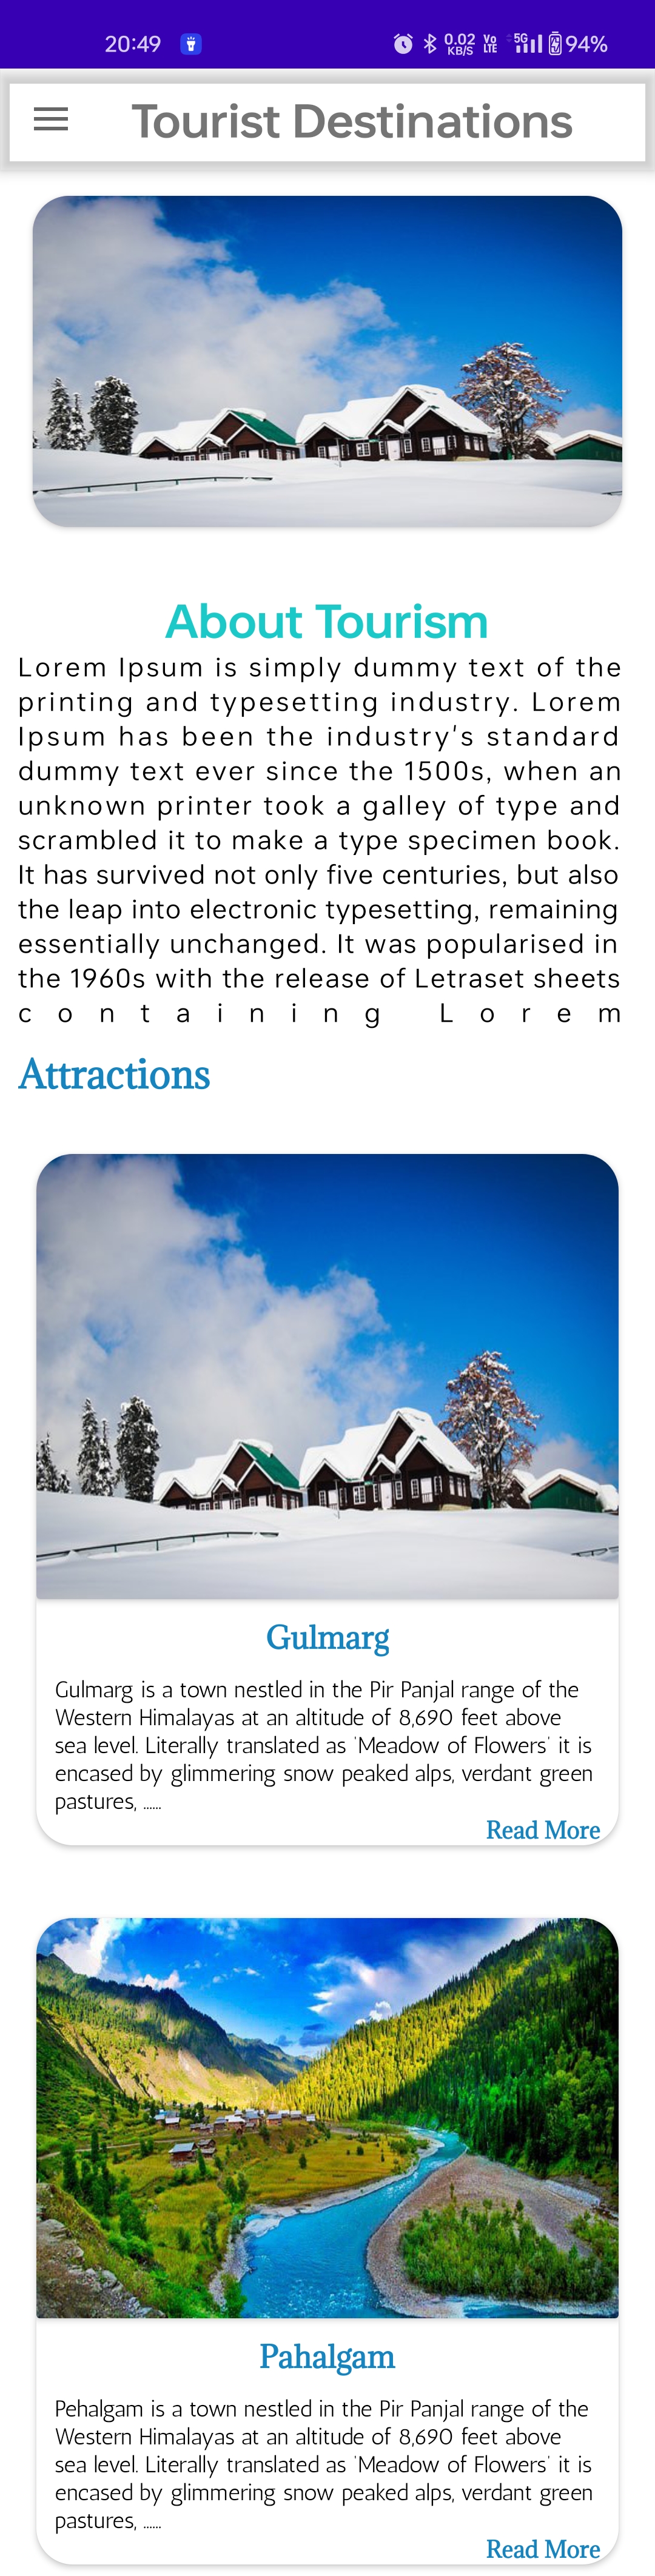 20:49
0.02 KB/S Vo LTE 5G 94%
Tourist Destinations
About Tourism
Lorem Ipsum is simply dummy text of the
printing and typesetting industry. Lorem
Ipsum has been the industry's standard
dummy text ever since the 1500s, when an
unknown printer took a galley of type and
scrambled it to make a type specimen book.
It has survived not only five centuries, but also
the leap into electronic typesetting, remaining
essentially unchanged. It was popularised in
the 1960s with the release of Letraset sheets
containing Lorem
Attractions
Gulmarg
Gulmarg is a town nestled in the Pir Panjal range of the
Western Himalayas at an altitude of 8,690 feet above
sea level. Literally translated as 'Meadow of Flowers' it is
encased by glimmering snow peaked alps, verdant green
pastures, ......
Read More
Pahalgam
Pehalgam is a town nestled in the Pir Panjal range of the
Western Himalayas at an altitude of 8,690 feet above
sea level. Literally translated as 'Meadow of Flowers' it is
encased by glimmering snow peaked alps, verdant green
pastures, ......
Read More